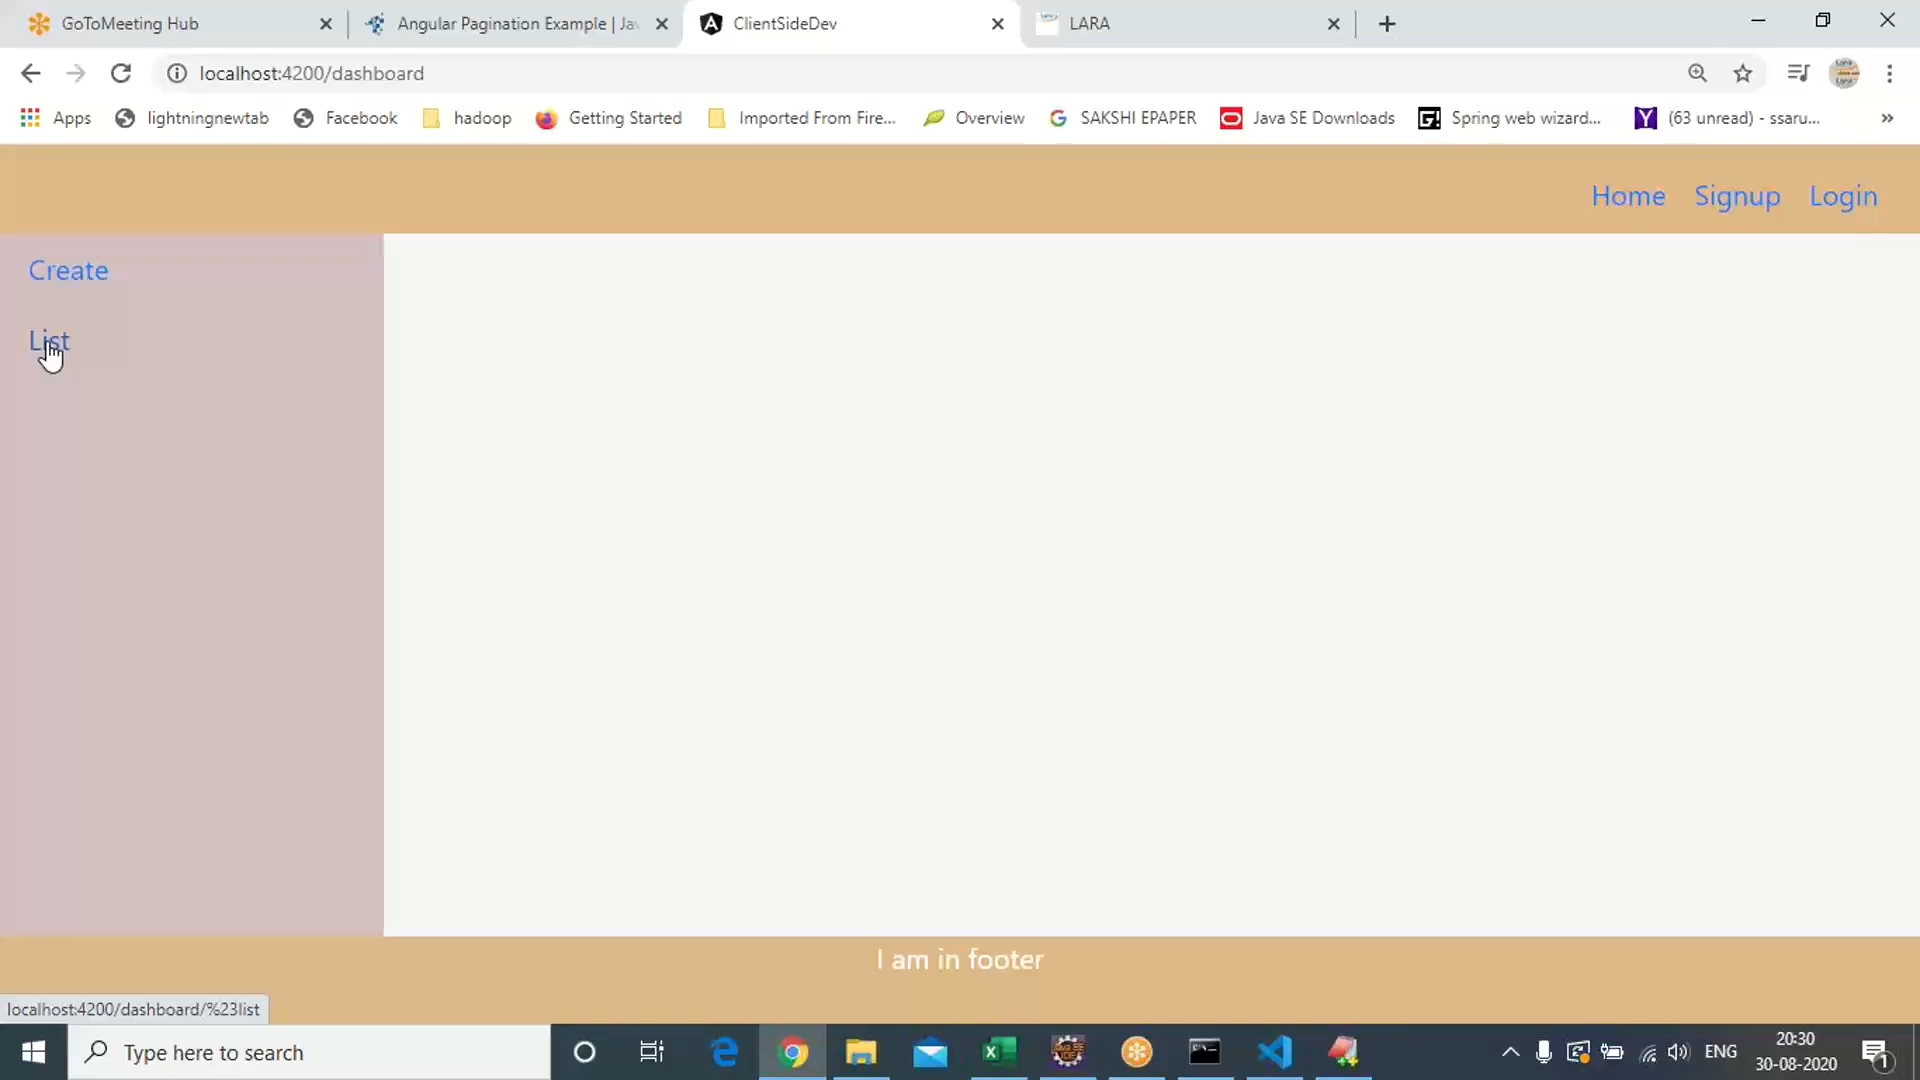 GoToMeeting Hub
Angular Pagination Example | Jav
ClientSideDev
LARA
localhost:4200/dashboard
Apps
lightningnewtab
Facebook
hadoop
Getting Started
Imported From Fire...
Overview
SAKSHI EPAPER
Java SE Downloads
Spring web wizard...
(63 unread) - ssaru...
Home
Signup
Login
Create
List
I am in footer
localhost:4200/dashboard/%23list
Type here to search
ENG
20:30
30-08-2020
1